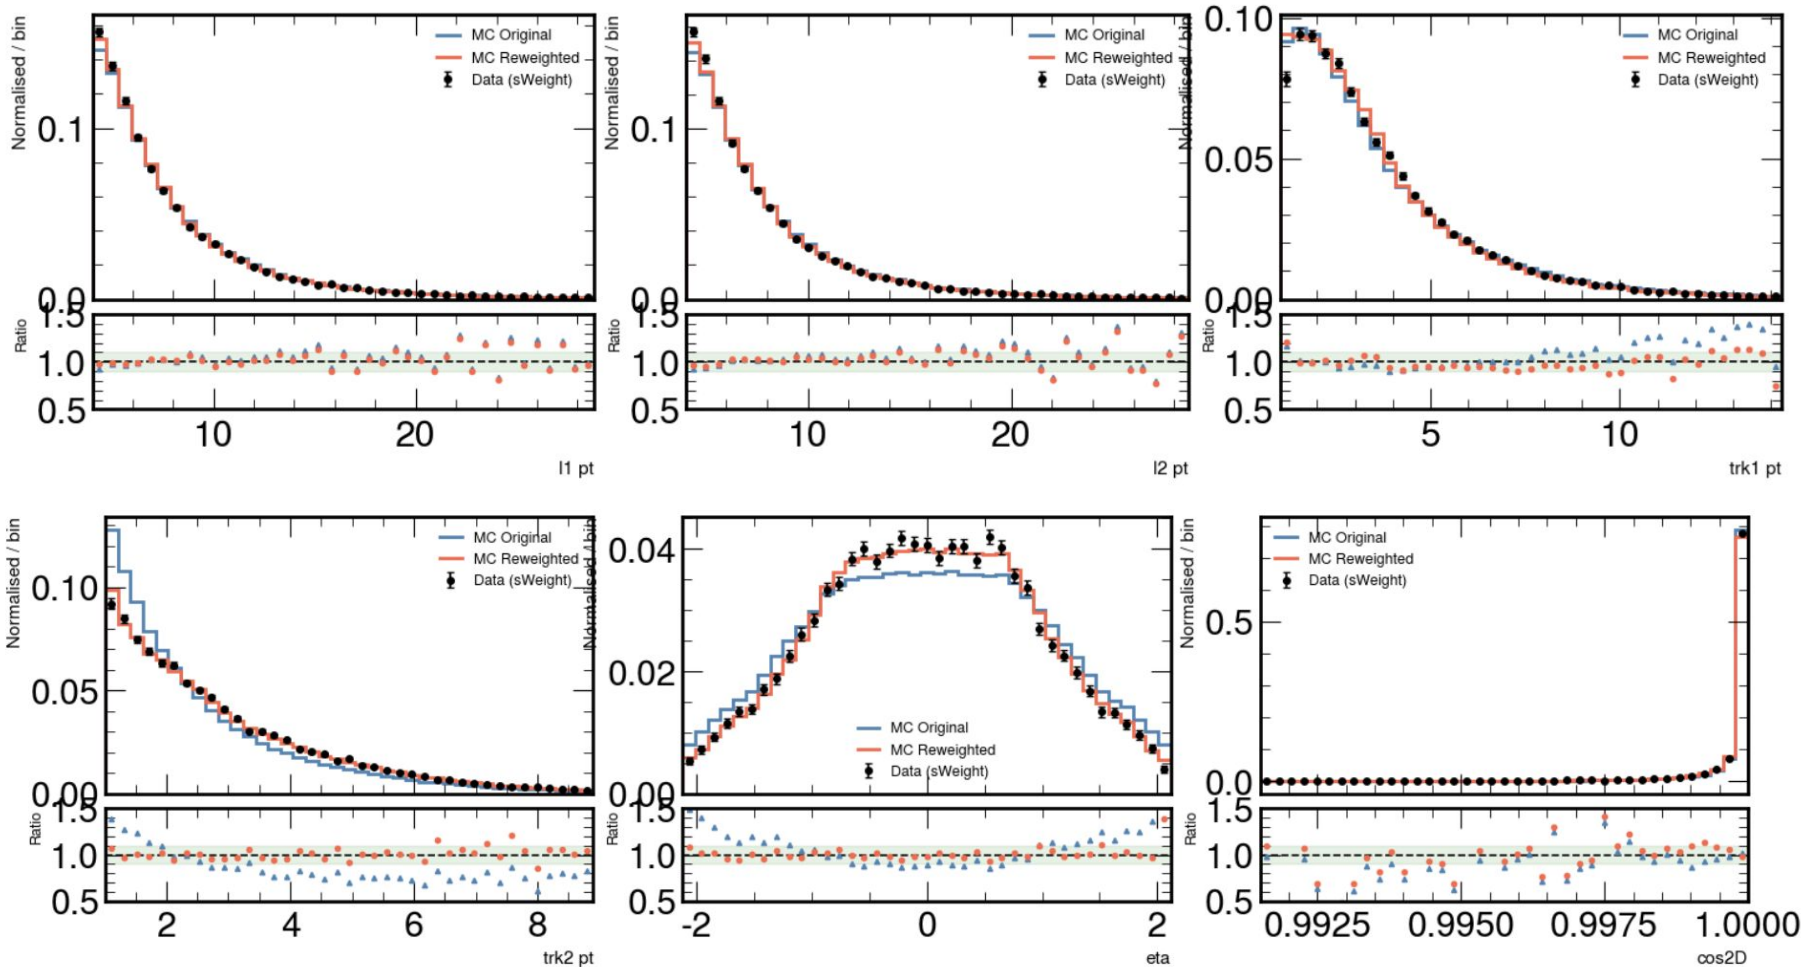 Normalised / bin
0.1
0.0
MC Original
MC Reweighted
Data (sWeight)
Ratio
1.5
1.0
0.5
10
20
l1 pt
Normalised / bin
0.1
0.0
MC Original
MC Reweighted
Data (sWeight)
Ratio
1.5
1.0
0.5
10
20
l2 pt
Normalised / bin
0.10
0.05
0.00
MC Original
MC Reweighted
Data (sWeight)
Ratio
1.5
1.0
0.5
5
10
trk1 pt
Normalised / bin
0.10
0.05
0.00
MC Original
MC Reweighted
Data (sWeight)
Ratio
1.5
1.0
0.5
2
4
6
8
trk2 pt
Normalised / bin
0.04
0.02
0.00
MC Original
MC Reweighted
Data (sWeight)
Ratio
1.5
1.0
0.5
-2
0
2
eta
Normalised / bin
0.5
0.0
MC Original
MC Reweighted
Data (sWeight)
Ratio
1.5
1.0
0.5
0.9925
0.9950
0.9975
1.0000
cos2D